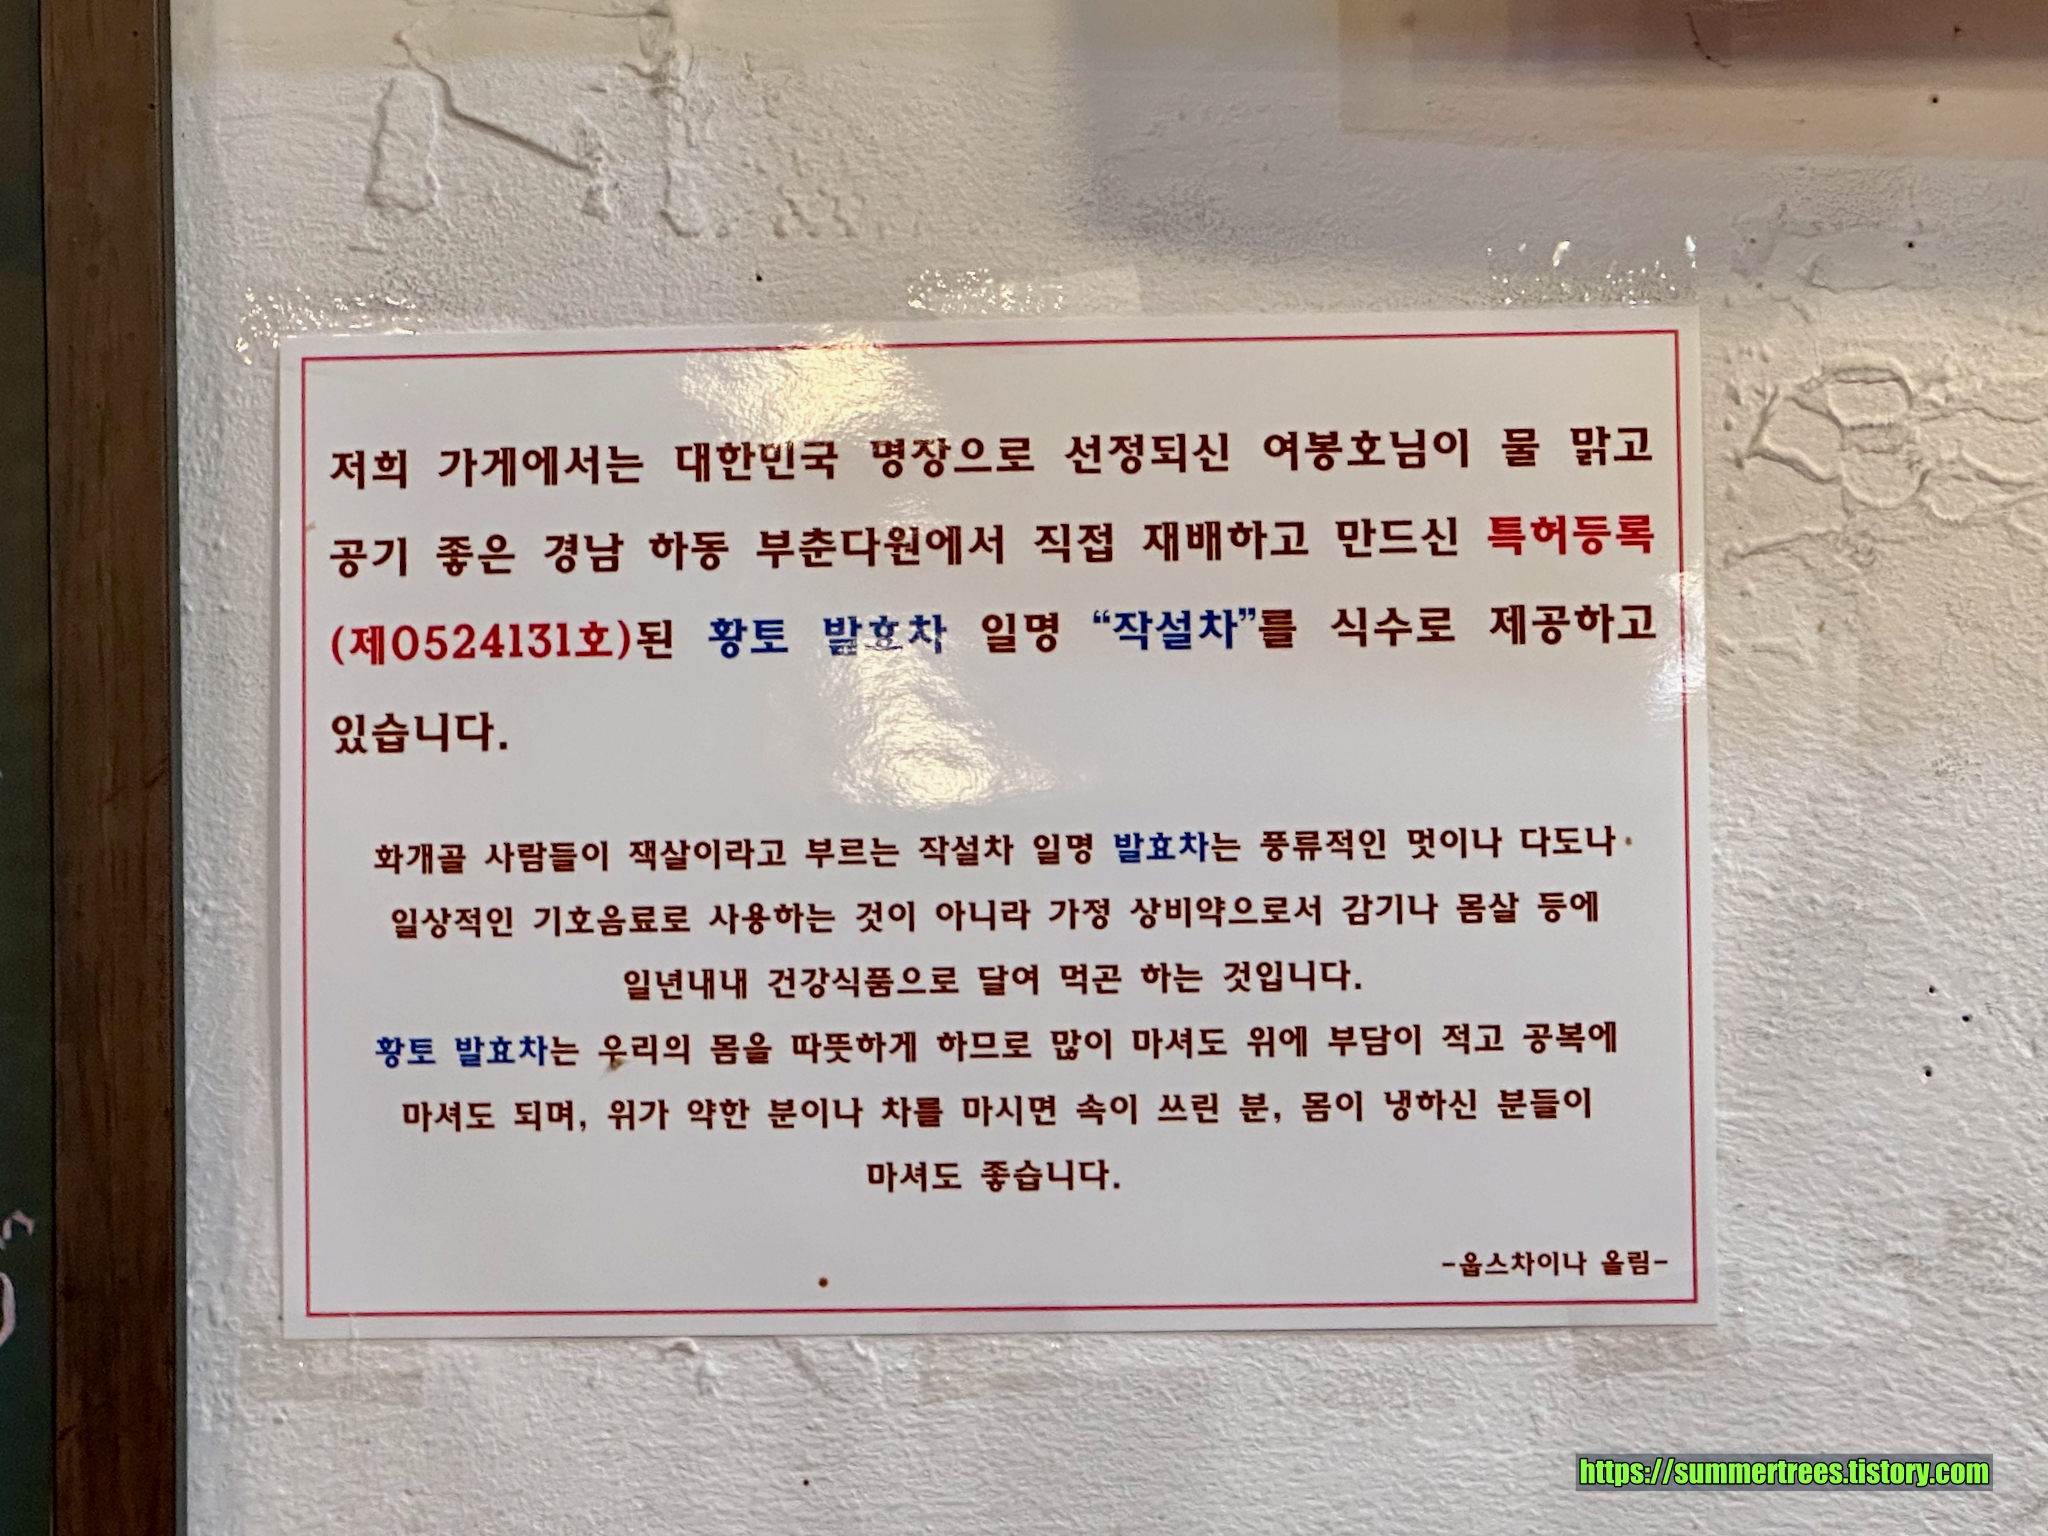 저희 가게에서는 대한민국 명장으로 선정되신 여봉호님이 물 맑고
공기 좋은 경남 하동 부춘다원에서 직접 재배하고 만드신 특허등록
(제0524131호)된 황토 발효차 일명 “작설차”를 식수로 제공하고
있습니다.
화개골 사람들이 잭살이라고 부르는 작설차 일명 발효차는 풍류적인 멋이나 다도나
일상적인 기호음료로 사용하는 것이 아니라 가정 상비약으로서 감기나 몸살 등에
일년내내 건강식품으로 달여 먹곤 하는 것입니다.
황토 발효차는 우리의 몸을 따뜻하게 하므로 많이 마셔도 위에 부담이 적고 공복에
마셔도 되며, 위가 약한 분이나 차를 마시면 속이 쓰린 분, 몸이 냉하신 분들이
마셔도 좋습니다.
-웁스차이나 올림-
https://summertrees.tistory.com